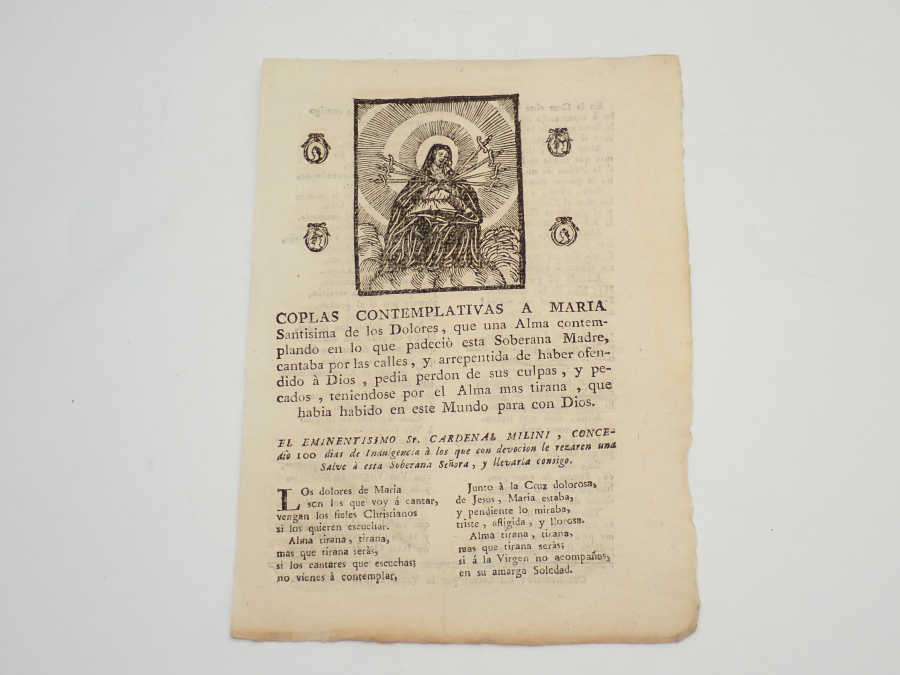 COPLAS CONTEMPLATIVAS A MARIA
Santisima de los Dolores, que una Alma contem-
plando en lo que padeciò esta Soberana Madre,
cantaba por las calles, y arrepentida de haber ofen-
dido à Dios, pedia perdon de sus culpas, y pe-
cados, teniendose por el Alma mas tirana, que
habia habido en este Mundo para con Dios.
EL EMINENTISIMO Sr. CARDENAL MILINI, CONCE-
diò 100 dias de Indulgencia à los que con devocion le rezaren una
Salve à esta Soberana Señora, y llevarla consigo.
LOs dolores de Maria
son los que voy á cantar,
vengan los fieles Christianos
si los quieren escuchar.
Alma tirana, tirana,
mas que tirana seràs,
si los cantares que escuchas;
no vienes à contemplar.
Junto à la Cruz dolorosa,
de Jesus, Maria estaba,
y pendiente lo miraba,
triste, afligida, y llorosa.
Alma tirana, tirana,
mas que tirana seràs;
si á la Virgen no acompañas,
en su amarga Soledad.